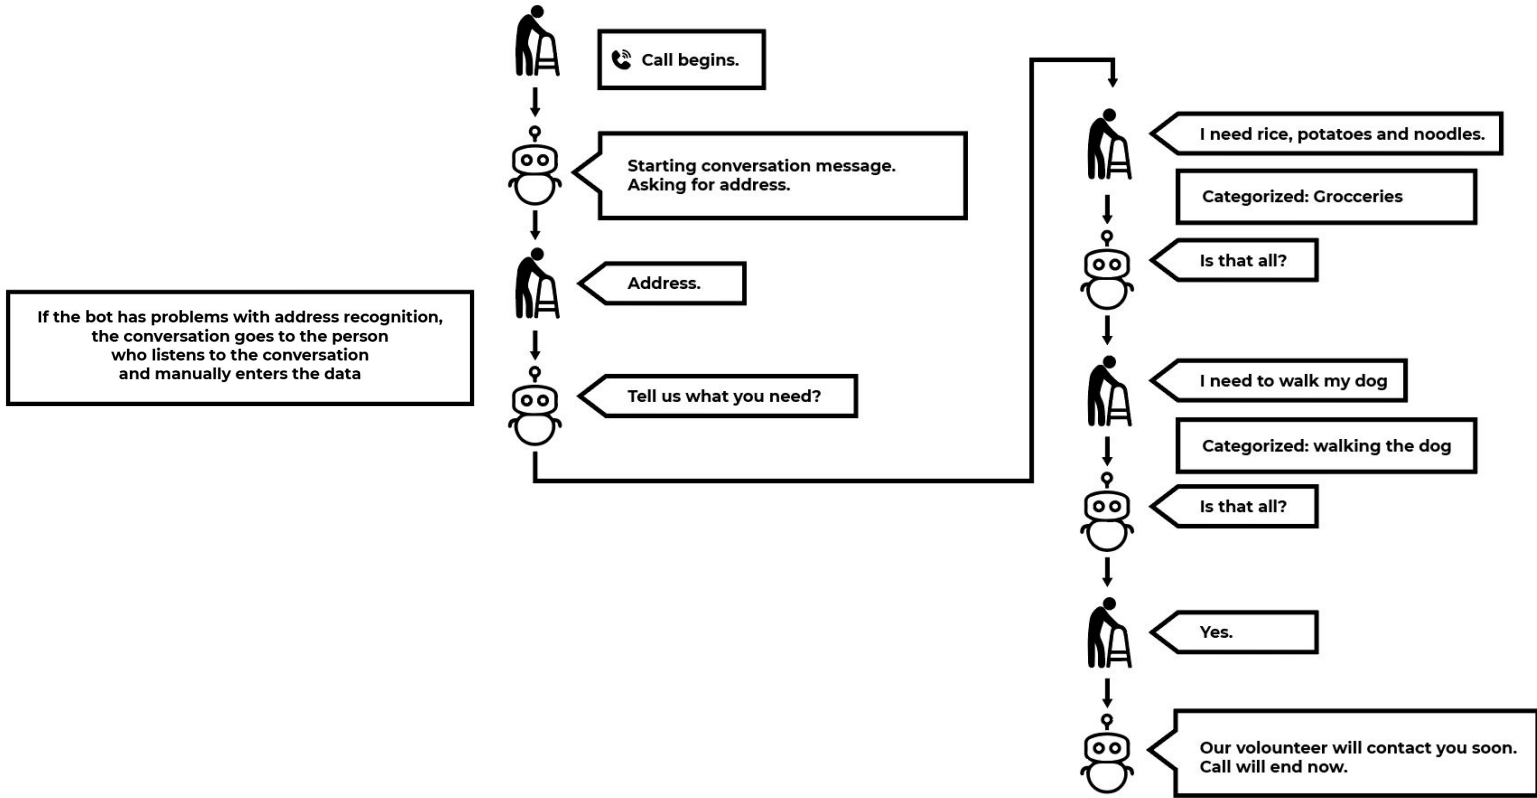 Call begins.
Starting conversation message.
Asking for address.
Address.
If the bot has problems with address recognition,
the conversation goes to the person
who listens to the conversation
and manually enters the data
Tell us what you need?
I need rice, potatoes and noodles.
Categorized: Grocceries
Is that all?
I need to walk my dog
Categorized: walking the dog
Is that all?
Yes.
Our volounteer will contact you soon.
Call will end now.